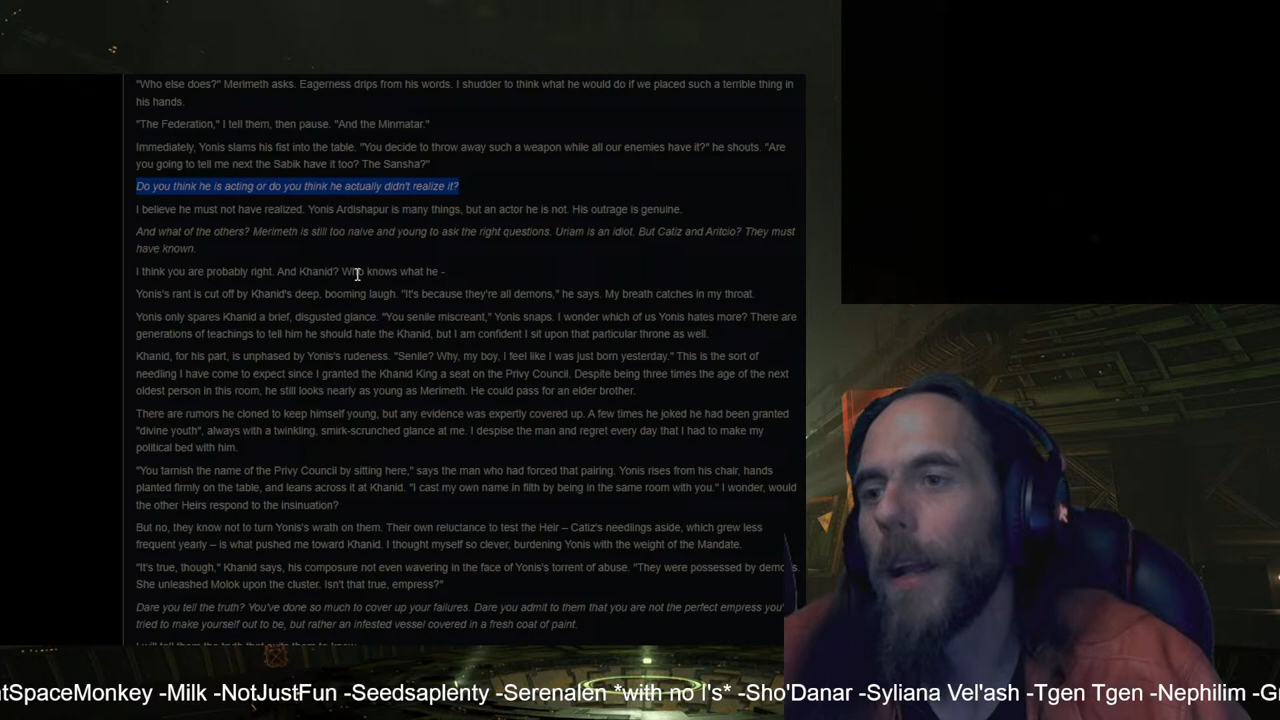 "Who else does?" Merimeth asks. Eagerness drips from his words. I shudder to think what he would do if we placed such a terrible thing in
his hands.
"The Federation," I tell them, then pause. "And the Minmatar."
Immediately, Yonis slams his fist into the table. "You decide to throw away such a weapon while all our enemies have it?" he shouts. "Are
you going to tell me next the Sabik have it too? The Sansha?"
Do you think he is acting or do you think he actually didn't realize it?
I believe he must not have realized. Yonis Ardishapur is many things, but an actor he is not. His outrage is genuine.
And what of the others? Merimeth is still too naive and young to ask the right questions. Uriam is an idiot. But Catiz and Aritcio? They must
have known.
I think you are probably right. And Khanid? Who knows what he -
Yonis's rant is cut off by Khanid's deep, booming laugh. "It's because they're all demons," he says. My breath catches in my throat.
Yonis only spares Khanid a brief, disgusted glance. "You senile miscreant," Yonis snaps. I wonder which of us Yonis hates more? There are
generations of teachings to tell him he should hate the Khanid, but I am confident I sit upon that particular throne as well.
Khanid, for his part, is unphased by Yonis's rudeness. "Senile? Why, my boy, I feel like I was just born yesterday." This is the sort of
needling I have come to expect since I granted the Khanid King a seat on the Privy Council. Despite being three times the age of the next
oldest person in this room, he still looks nearly as young as Merimeth. He could pass for an elder brother.
There are rumors he cloned to keep himself young, but any evidence was expertly covered up. A few times he joked he had been granted
"divine youth", always with a twinkling, smirk-scrunched glance at me. I despise the man and regret every day that I had to make my
political bed with him.
"You tarnish the name of the Privy Council by sitting here," says the man who had forced that pairing. Yonis rises from his chair, hands
planted firmly on the table, and leans across it at Khanid. "I cast my own name in filth by being in the same room with you." I wonder, would
the other Heirs respond to the insinuation?
But no, they know not to turn Yonis's wrath on them. Their own reluctance to test the Heir – Catiz's needlings aside, which grew less
frequent yearly – is what pushed me toward Khanid. I thought myself so clever, burdening Yonis with the weight of the Mandate.
"It's true, though," Khanid says, his composure not even wavering in the face of Yonis's torrent of abuse. "They were possessed by demons.
She unleashed Molok upon the cluster. Isn't that true, empress?"
Dare you tell the truth? You've done so much to cover up your failures. Dare you admit to them that you are not the perfect empress you'
tried to make yourself out to be, but rather an infested vessel covered in a fresh coat of paint.
ntSpaceMonkey -Milk -NotJustFun -Seedsaplenty -Serenalen *with no I's* -Sho'Danar -Syliana Vel'ash -Tgen Tgen -Nephilim -G